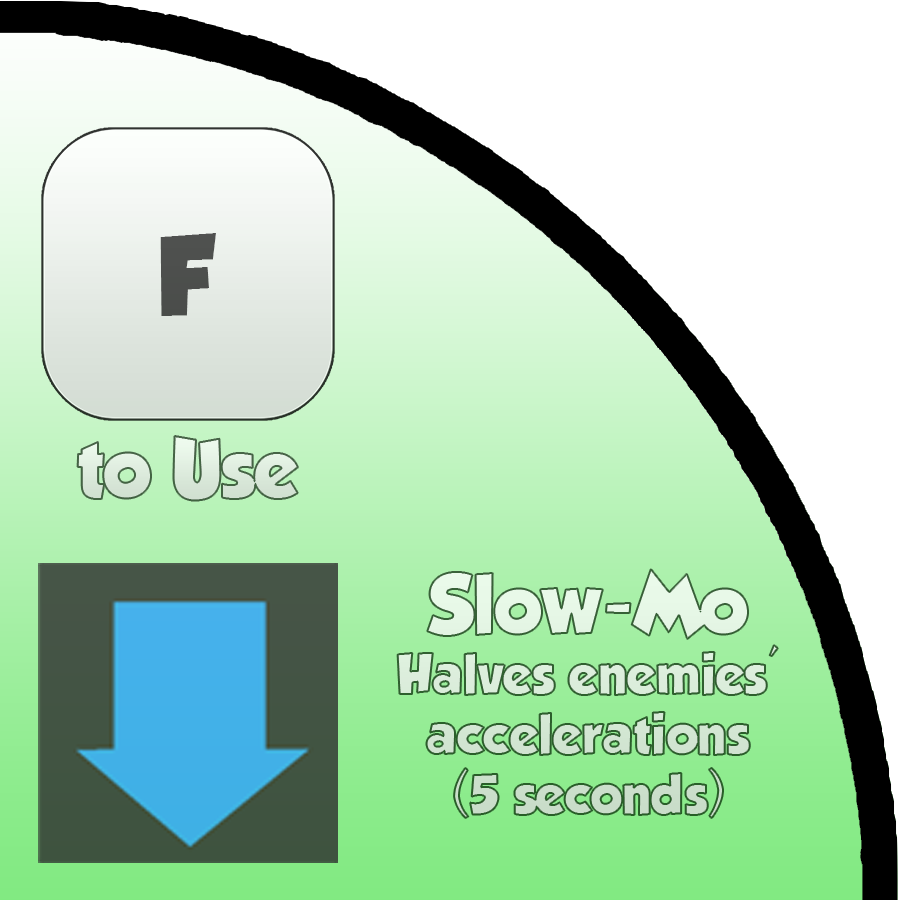 F
to Use
Slow-Mo
Halves enemies'
accelerations
(5 seconds)